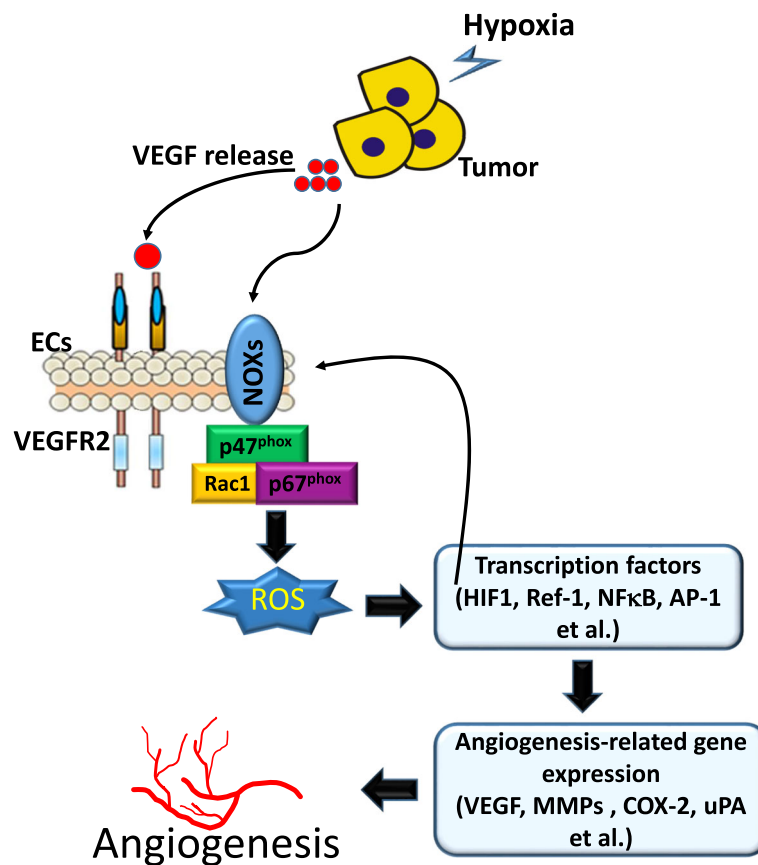 Hypoxia
VEGF release
Tumor
ECs
NOXs
VEGFR2
p47phox
Rac1
p67phox
ROS
Transcription factors
(HIF1, Ref-1, NFκB, AP-1
et al.)
Angiogenesis-related gene
expression
(VEGF, MMPs , COX-2, uPA
et al.)
Angiogenesis